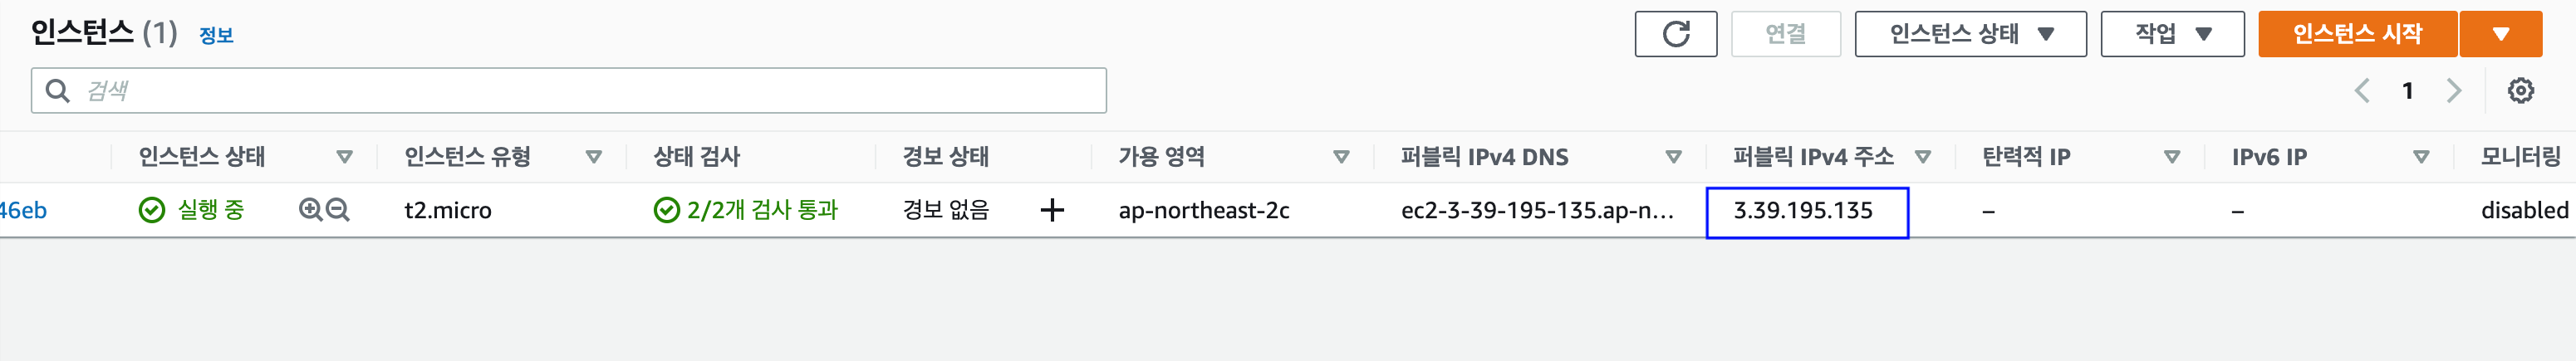 인스턴스 (1) 정보
연결 인스턴스 상태 작업 인스턴스 시작
검색
1
인스턴스 상태 인스턴스 유형 상태 검사 경보 상태 가용 영역 퍼블릭 IPv4 DNS 퍼블릭 IPv4 주소 탄력적 IP IPv6 IP 모니터링
46eb 실행 중 t2.micro 2/2개 검사 통과 경보 없음 + ap-northeast-2c ec2-3-39-195-135.ap-n... 3.39.195.135 – – disabled